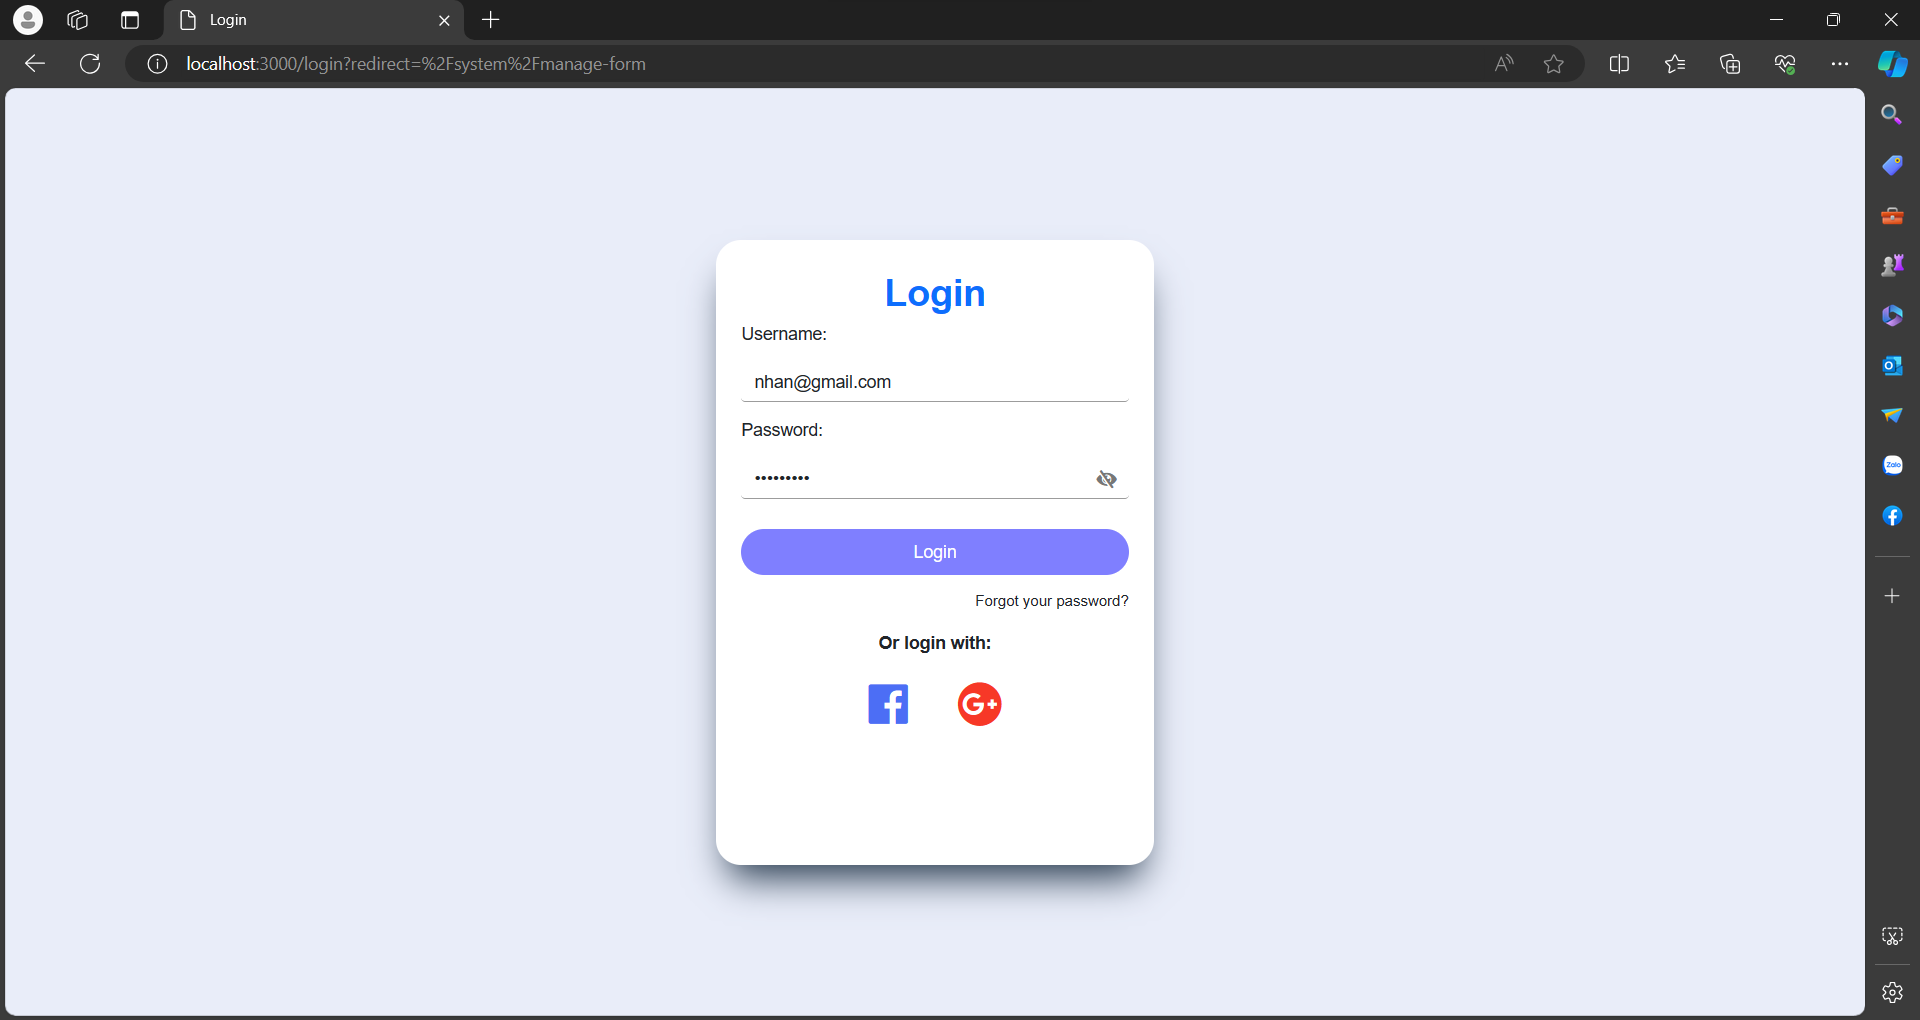 Login
localhost:3000/login?redirect=%2Fsystem%2Fmanage-form
Login
Username:
nhan@gmail.com
Password:
•••••••••
Login
Forgot your password?
Or login with:
G+
Zalo